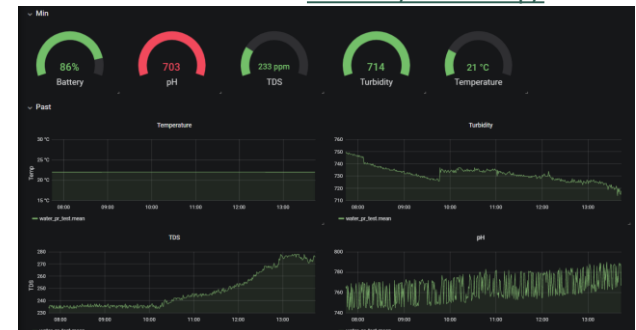 Min
86% 703 233 ppm 714 21 °C
Battery pH TDS Turbidity Temperature
Past
Temperature
30 °C
25 °C
20 °C
15 °C
Temp
08:00 09:00 10:00 11:00 12:00 13:00
water_pr_test.mean
Turbidity
760
750
740
730
720
710
08:00 09:00 10:00 11:00 12:00 13:00
water_pr_test.mean
TDS
280
270
260
250
240
230
TDS
08:00 09:00 10:00 11:00 12:00 13:00
pH
800
780
760
740
08:00 09:00 10:00 11:00 12:00 13:00